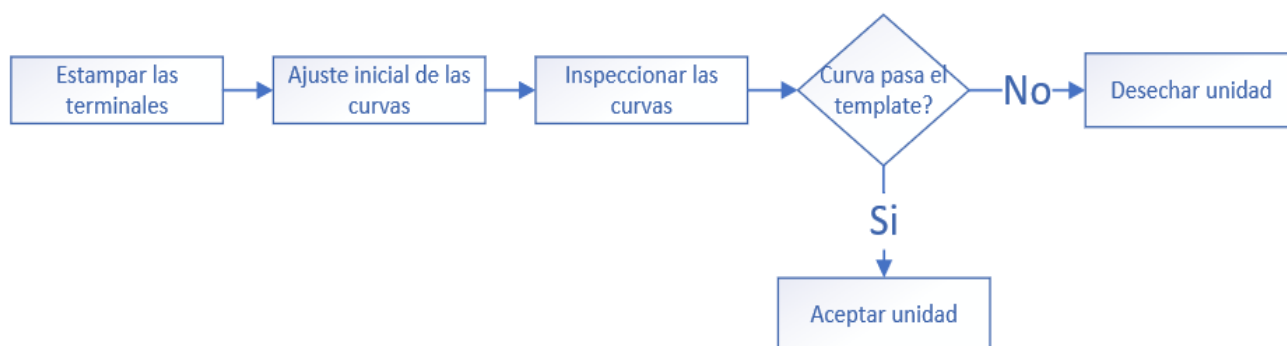 Estampar las
terminales
Ajuste inicial de las
curvas
Inspeccionar las
curvas
Curva pasa el
template?
No
Desechar unidad
Si
Aceptar unidad